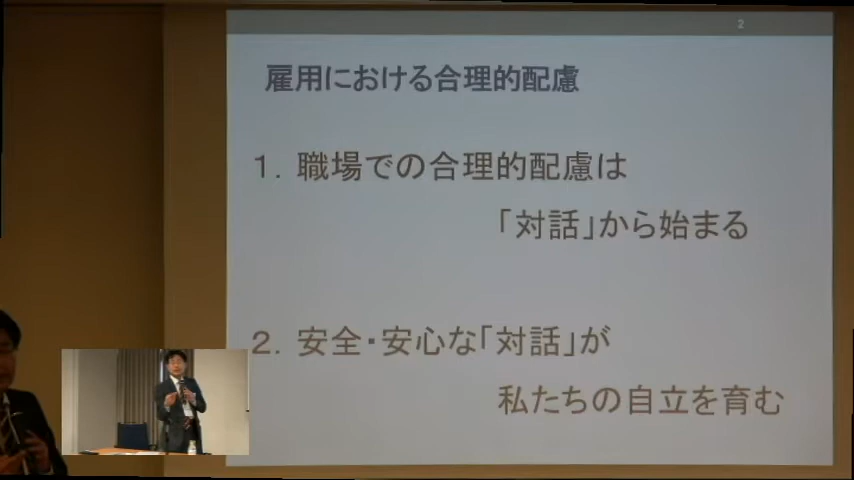 2
雇用における合理的配慮
1．職場での合理的配慮は
「対話」から始まる
2．安全・安心な「対話」が
私たちの自立を育む